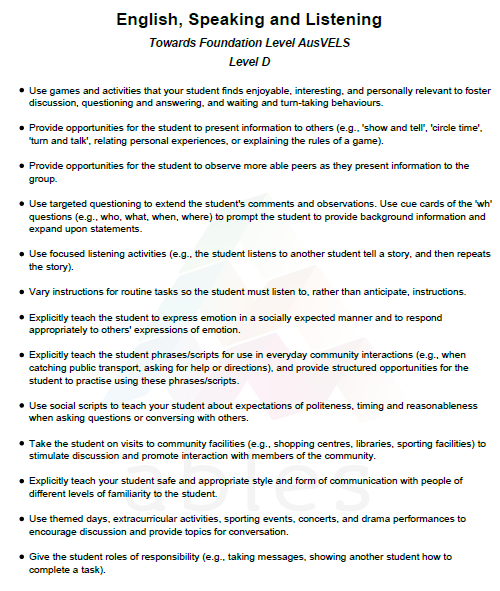 English, Speaking and Listening
Towards Foundation Level AusVELS
Level D
● Use games and activities that your student finds enjoyable, interesting, and personally relevant to foster
discussion, questioning and answering, and waiting and turn-taking behaviours.
● Provide opportunities for the student to present information to others (e.g., 'show and tell', 'circle time',
'turn and talk', relating personal experiences, or explaining the rules of a game).
● Provide opportunities for the student to observe more able peers as they present information to the
group.
● Use targeted questioning to extend the student's comments and observations. Use cue cards of the 'wh'
questions (e.g., who, what, when, where) to prompt the student to provide background information and
expand upon statements.
● Use focused listening activities (e.g., the student listens to another student tell a story, and then repeats
the story).
● Vary instructions for routine tasks so the student must listen to, rather than anticipate, instructions.
● Explicitly teach the student to express emotion in a socially expected manner and to respond
appropriately to others' expressions of emotion.
● Explicitly teach the student phrases/scripts for use in everyday community interactions (e.g., when
catching public transport, asking for help or directions), and provide structured opportunities for the
student to practise using these phrases/scripts.
● Use social scripts to teach your student about expectations of politeness, timing and reasonableness
when asking questions or conversing with others.
● Take the student on visits to community facilities (e.g., shopping centres, libraries, sporting facilities) to
stimulate discussion and promote interaction with members of the community.
● Explicitly teach your student safe and appropriate style and form of communication with people of
different levels of familiarity to the student.
ables
● Use themed days, extracurricular activities, sporting events, concerts, and drama performances to
encourage discussion and provide topics for conversation.
● Give the student roles of responsibility (e.g., taking messages, showing another student how to
complete a task).